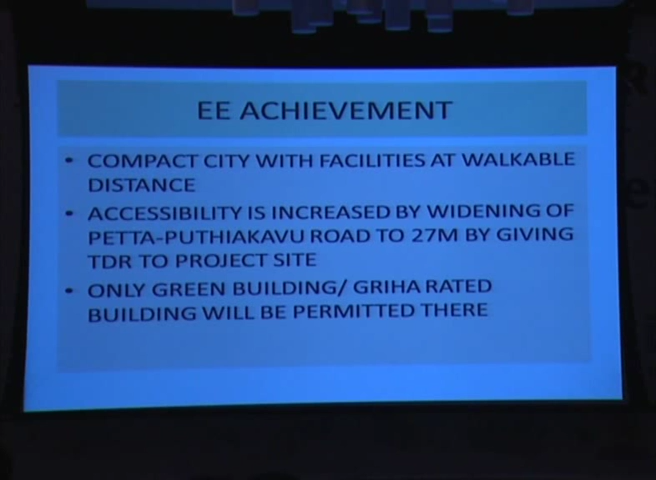 EE ACHIEVEMENT
• COMPACT CITY WITH FACILITIES AT WALKABLE
DISTANCE
• ACCESSIBILITY IS INCREASED BY WIDENING OF
PETTA-PUTHIAKAVU ROAD TO 27M BY GIVING
TDR TO PROJECT SITE
• ONLY GREEN BUILDING/ GRIHA RATED
BUILDING WILL BE PERMITTED THERE